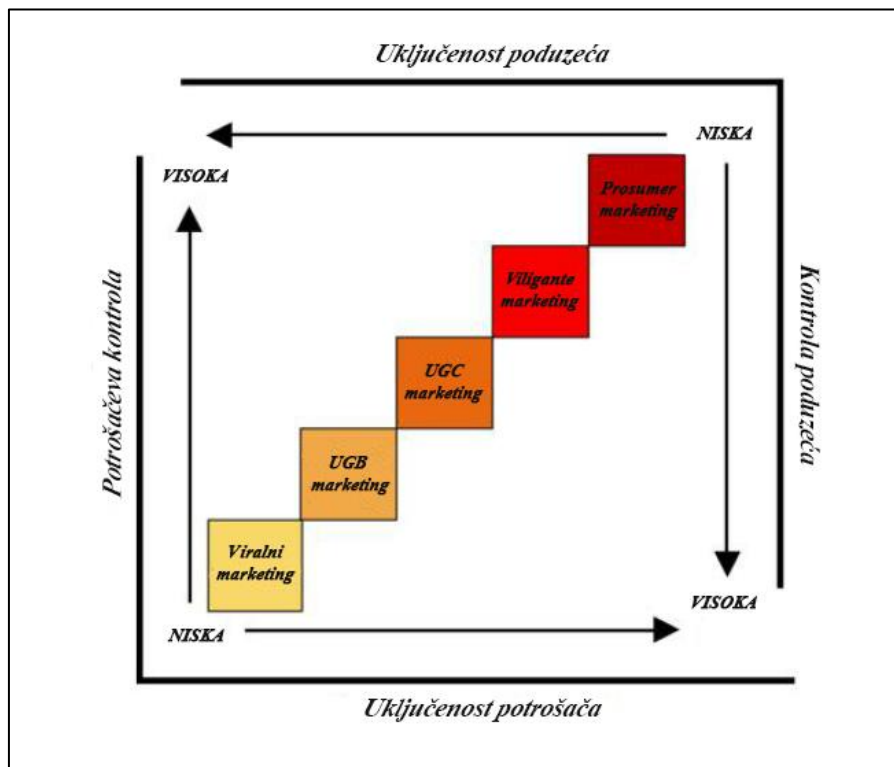 Uključenost poduzeća
NISKA
VISOKA
Prosumer
marketing
Viligante
marketing
Potrošačeva kontrola
Kontrola poduzeća
UGC
marketing
UGB
marketing
Viralni
marketing
VISOKA
NISKA
Uključenost potrošača